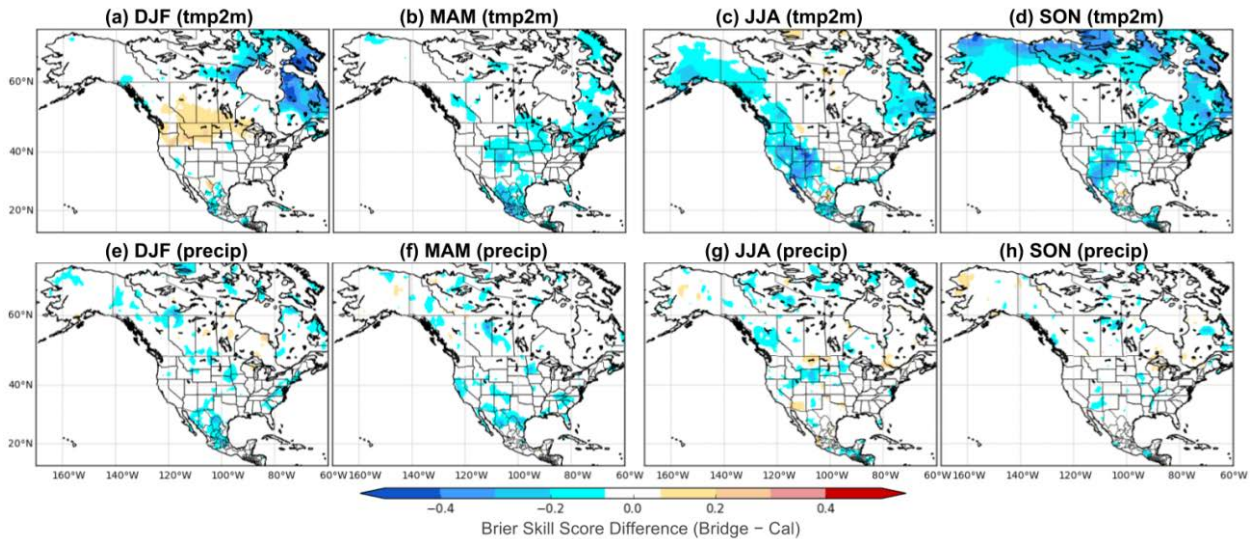 (a) DJF (tmp2m) (b) MAM (tmp2m) (c) JJA (tmp2m) (d) SON (tmp2m)
60°N
40°N
20°N
(e) DJF (precip) (f) MAM (precip) (g) JJA (precip) (h) SON (precip)
60°N
40°N
20°N
160°W 140°W 120°W 100°W 80°W 60°W 160°W 140°W 120°W 100°W 80°W 60°W 160°W 140°W 120°W 100°W 80°W 60°W 160°W 140°W 120°W 100°W 80°W 60°W
−0.4 −0.2 0.0 0.2 0.4
Brier Skill Score Difference (Bridge − Cal)